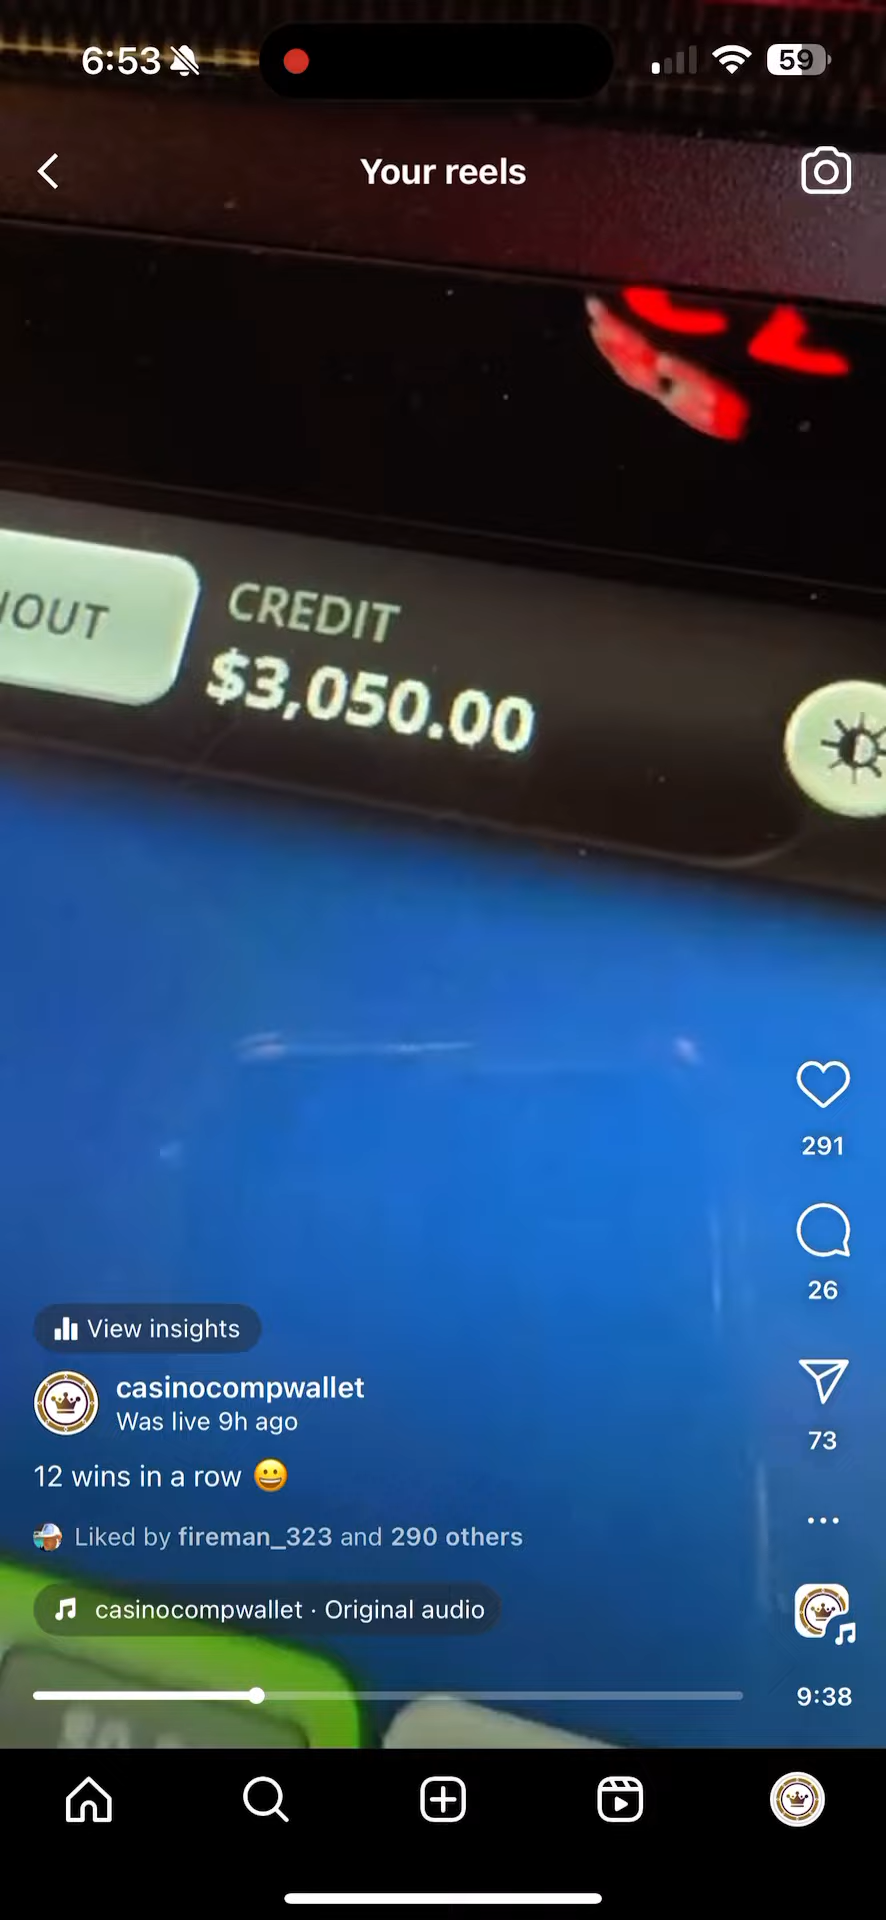 6:53
59
Your reels
CREDIT
$3,050.00
291
26
View insights
casinocompwallet
Was live 9h ago
73
12 wins in a row 😀
Liked by fireman_323 and 290 others
casinocompwallet · Original audio
9:38